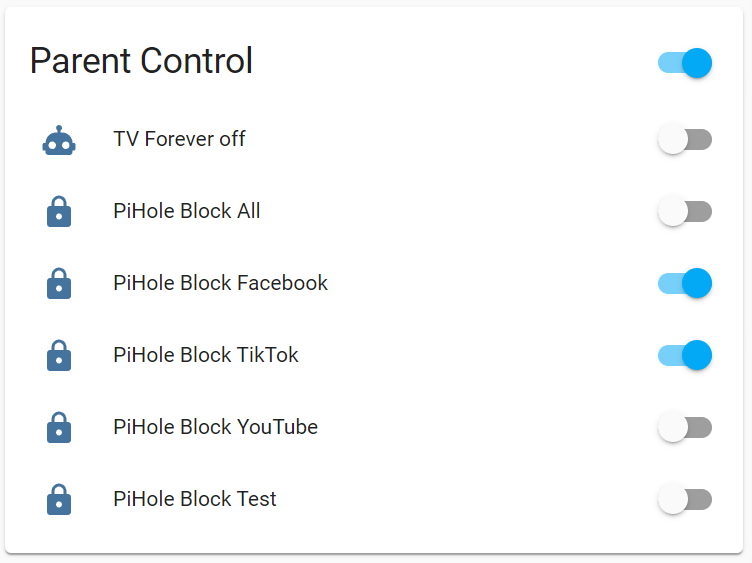 Parent Control
TV Forever off
PiHole Block All
PiHole Block Facebook
PiHole Block TikTok
PiHole Block YouTube
PiHole Block Test